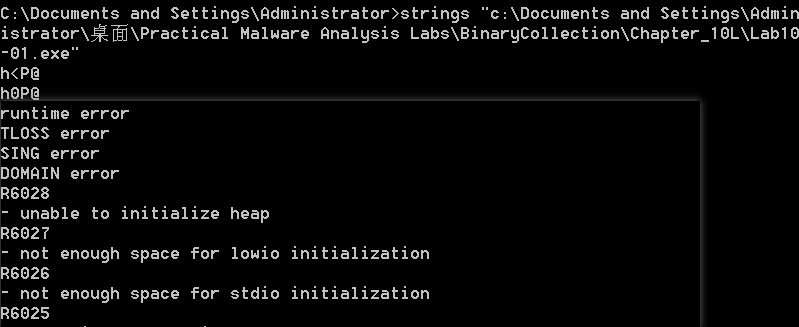 C:\Documents and Settings\Administrator>strings "c:\Documents and Settings\Admin
istrator\桌面\Practical Malware Analysis Labs\BinaryCollection\Chapter_10L\Lab10
-01.exe"
h<P@
h0P@
runtime error
TLOSS error
SING error
DOMAIN error
R6028
- unable to initialize heap
R6027
- not enough space for lowio initialization
R6026
- not enough space for stdio initialization
R6025